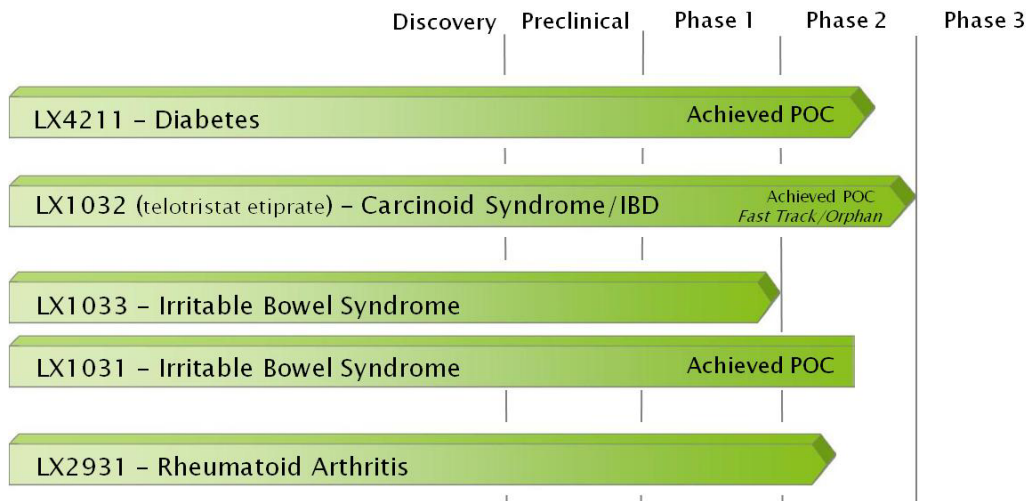 Discovery Preclinical Phase 1 Phase 2 Phase 3
LX4211 – Diabetes Achieved POC
LX1032 (telotristat etiprate) – Carcinoid Syndrome/IBD Achieved POC
Fast Track/Orphan
LX1033 – Irritable Bowel Syndrome
LX1031 – Irritable Bowel Syndrome Achieved POC
LX2931 – Rheumatoid Arthritis